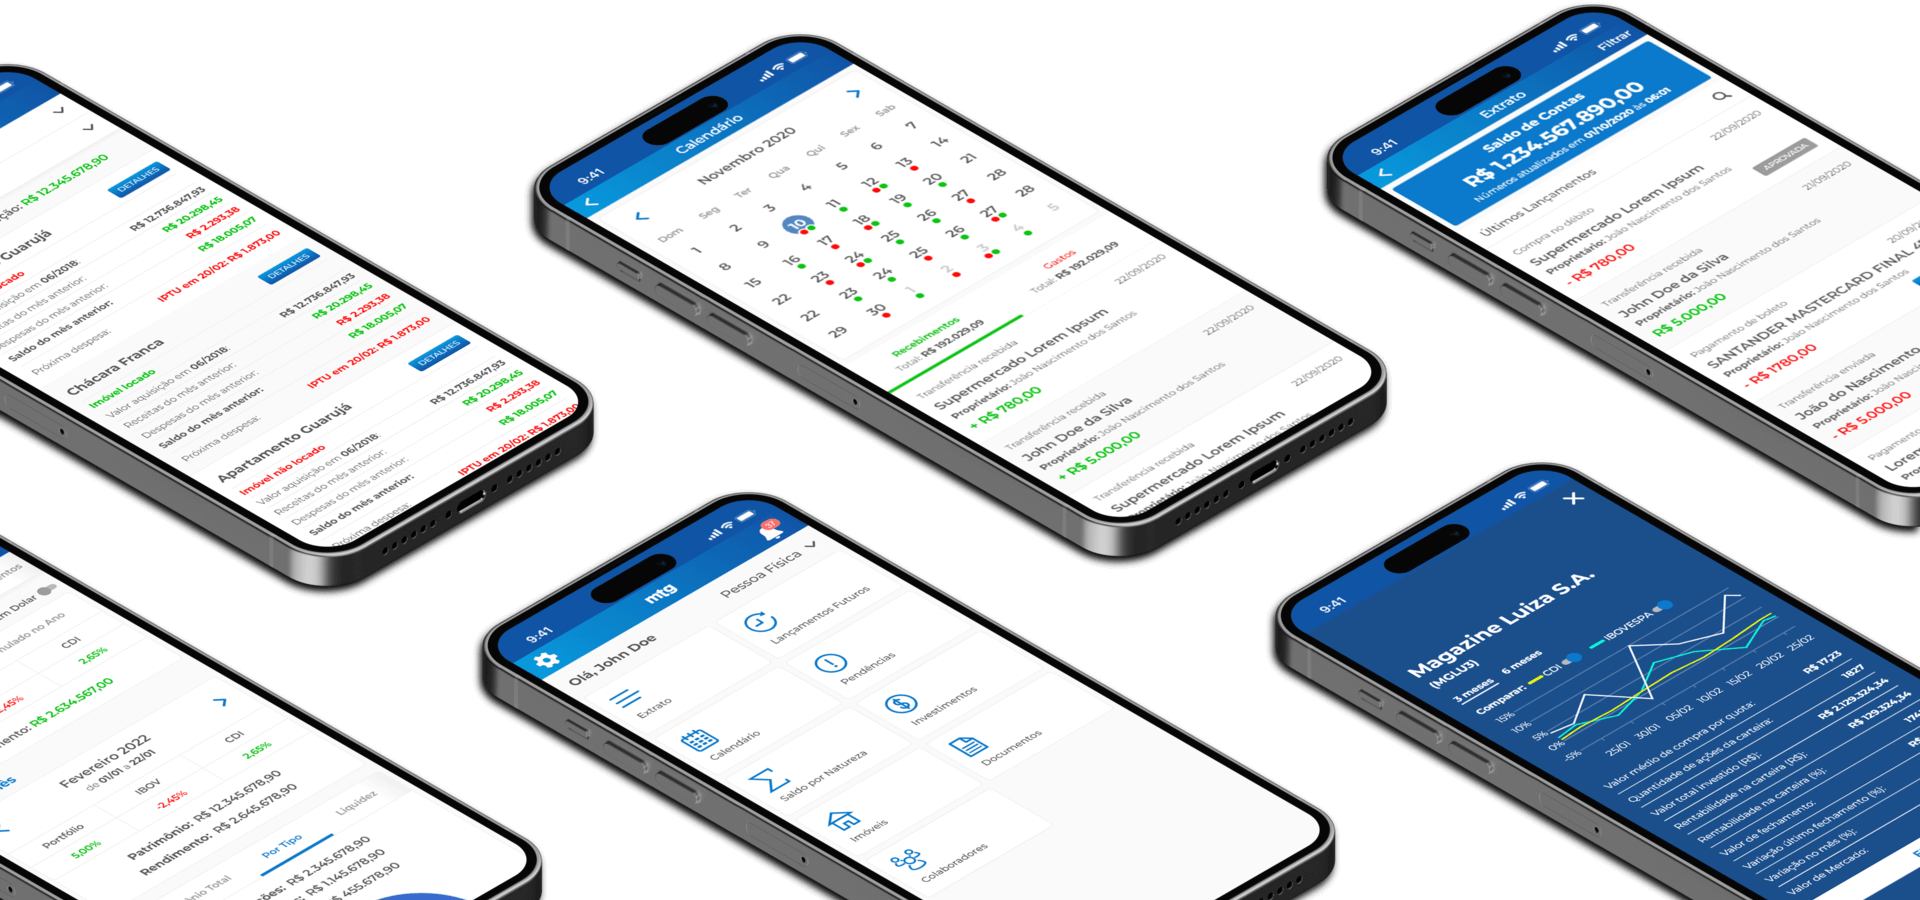 ção: R$ 12.345.678,90
DETALHES
Guarujá
R$ 12.736.847,93
R$ 20.298,45
R$ 2.293,38
R$ 18.005,07
IPTU em 20/02: R$ 1.873,00
ocado
sição em 06/2018:
tas do mês anterior:
espesas do mês anterior:
Saldo do mês anterior:
Próxima despesa:
DETALHES
Chácara Franca
Imóvel locado
R$ 12.736.847,93
Valor aquisição em 06/2018:
R$ 20.298,45
Receitas do mês anterior:
R$ 2.293,38
Despesas do mês anterior:
R$ 18.005,07
Saldo do mês anterior:
IPTU em 20/02: R$ 1.873,00
Próxima despesa:
DETALHES
Apartamento Guarujá
Imóvel não locado
R$ 12.736.847,93
Valor aquisição em 06/2018:
R$ 20.298,45
Receitas do mês anterior:
R$ 2.293,38
Despesas do mês anterior:
R$ 18.005,07
Saldo do mês anterior:
IPTU em 20/02: R$ 1.873,00
Próxima despesa:
9:41
Calendário
Novembro 2020
Dom Seg Ter Qua Qui Sex Sab
1 2 3 4 5 6 7
8 9 10 11 12 13 14
15 16 17 18 19 20 21
22 23 24 25 26 27 28
22 23 24 25 26 27 28
29 30 1 2 3 4 5
Recebimentos
Total: R$ 192.029,09
Gastos
Total: R$ 192.029,09
Transferência recebida
22/09/2020
Supermercado Lorem Ipsum
Proprietário: João Nascimento dos Santos
+ R$ 780,00
Transferência recebida
22/09/2020
John Doe da Silva
Proprietário: João Nascimento dos Santos
+ R$ 5.000,00
Transferência recebida
22/09/2020
Supermercado Lorem Ipsum
Proprietário: João Nascimento dos Santos
9:41
Extrato
Filtrar
Saldo de Contas
R$ 1.234.567.890,00
Números atualizados em 01/10/2020 às 06:01
Últimos Lançamentos
Compra no débito
22/09/2020
Supermercado Lorem Ipsum
Proprietário: João Nascimento dos Santos
APROVADA
- R$ 780,00
Transferência recebida
21/09/2020
John Doe da Silva
Proprietário: João Nascimento dos Santos
R$ 5.000,00
Pagamento de boleto
20/09/2
SANTANDER MASTERCARD FINAL 4
Proprietário: João Nascimento dos Santos
- R$ 1780,00
Transferência enviada
João do Nascimento
Proprietário: João Nasc
- R$ 5.000,00
Pagamento
Lorem
Pro
ntos
m Dolar
mulado no Ano
CDI
2,65%
,45%
mento: R$ 2.634.567,00
ês
Fevereiro 2022
de 01/01 a 22/01
Portfólio IBOV CDI
5,00% -2,45% 2,65%
Patrimônio: R$ 12.345.678,90
Rendimento: R$ 2.645.678,90
ônio Total
Por Tipo
Liquidez
ções: R$ 2.345.678,90
R$ 1.145.678,90
R$ 455.678,90
9:41
mtg
37
Olá, John Doe
Pessoa Física
Extrato
Lançamentos Futuros
Calendário
Pendências
Saldo por Natureza
Investimentos
Imóveis
Documentos
Colaboradores
9:41
Magazine Luiza S.A.
(MGLU3)
3 meses 6 meses
Comparar: CDI IBOVESPA
15%
10%
5%
0%
-5%
25/01 30/01 05/02 10/02 15/02 20/02 25/02
Valor médio de compra por quota:
R$ 17,23
Quantidade de ações da carteira:
1827
Valor total investido (R$):
R$ 2.129.324,34
Rentabilidade na carteira (R$):
R$ 129.324,34
Rentabilidade na carteira (%):
174
Valor de fechamento:
R$
Variação último fechamento (%):
Variação no mês (%):
Valor de Mercado: